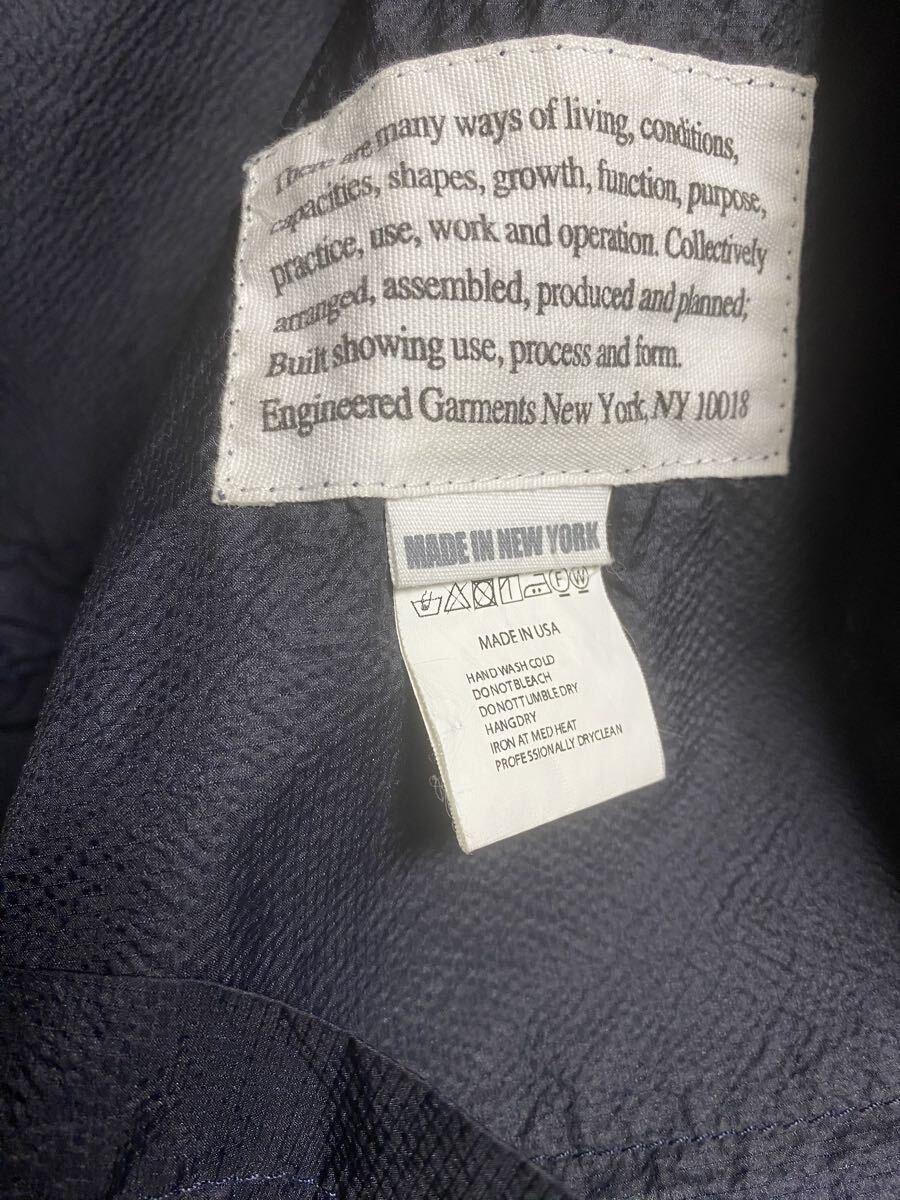 There are many ways of living, conditions,
capacities, shapes, growth, function, purpose,
practice, use, work and operation. Collectively
arranged, assembled, produced and planned;
Built showing use, process and form.
Engineered Garments New York, NY 10018
MADE IN NEW YORK
F W
MADE IN USA
HAND WASH COLD
DO NOT BLEACH
DO NOT TUMBLE DRY
HANG DRY
IRON AT MED HEAT
PROFESSIONALLY DRYCLEAN